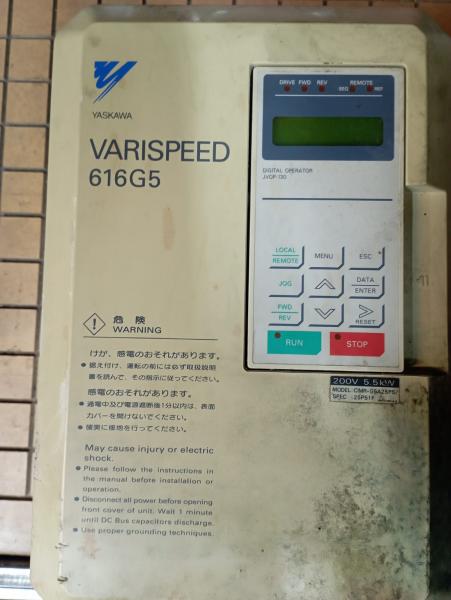 YASKAWA
VARISPEED
616G5
DRIVE FWD REV REMOTE
SEQ REF
DIGITAL OPERATOR
JVOP-130
LOCAL
REMOTE
MENU
ESC
JOG
DATA
ENTER
FWD
REV
RESET
RUN
STOP
200V 5.5kW
MODEL
SPEC
危険
WARNING
けが、感電のおそれがあります。
● 据え付け、運転の前には必ず取扱説明
書を読んで、その指示に従ってください。
感電のおそれがあります。
● 通電中及び電源遮断後1分以内は、表面
カバーを開けないでください。
● 確実に接地を行ってください。
May cause injury or electric
shock.
● Please follow the instructions in
the manual before installation or
operation.
● Disconnect all power before opening
front cover of unit. Wait 1 minute
until DC Bus capacitors discharge.
● Use proper grounding techniques.